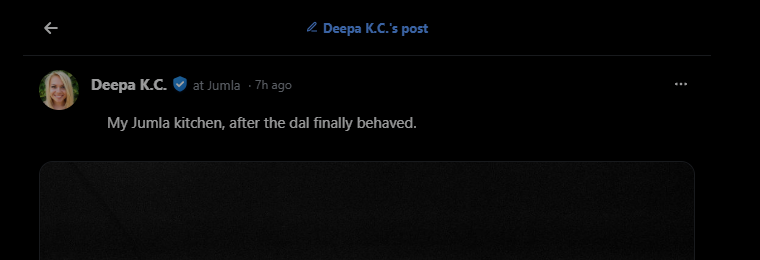 Deepa K.C.'s post
Deepa K.C. at Jumla · 7h ago
My Jumla kitchen, after the dal finally behaved.